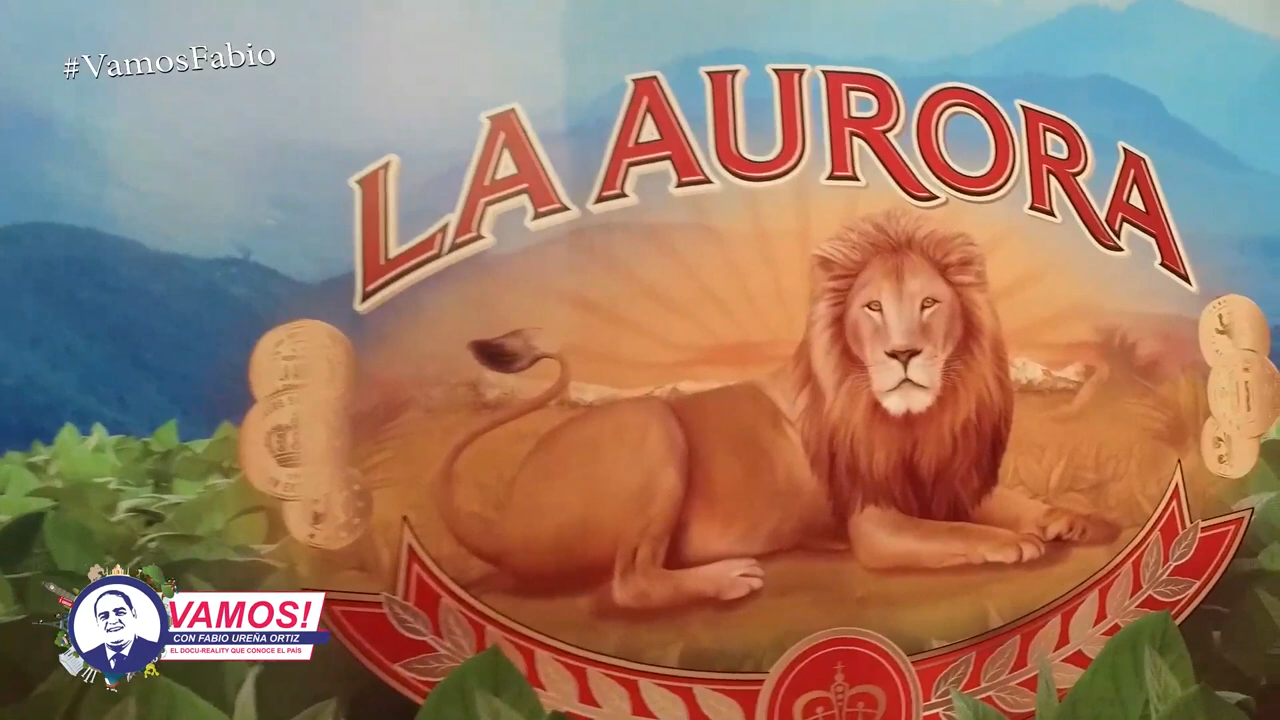 #VamosFabio
LA AURORA
VAMOS!
CON FABIO UREÑA ORTIZ
EL DOCU-REALITY QUE CONOCE EL PAÍS